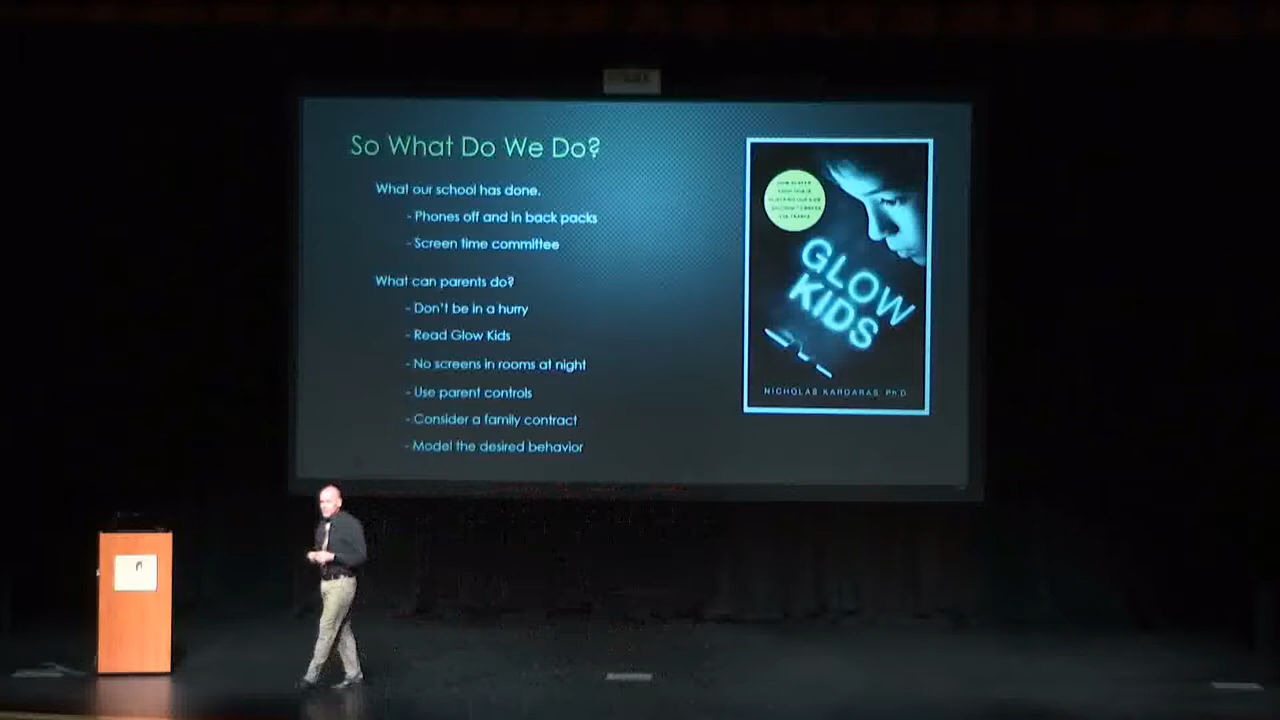 So What Do We Do?
What our school has done.
- Phones off and in back packs
- Screen time committee
What can parents do?
- Don't be in a hurry
- Read Glow Kids
- No screens in rooms at night
- Use parent controls
- Consider a family contract
- Model the desired behavior
GLOW
KIDS
NICHOLAS KARDARAS, Ph.D.